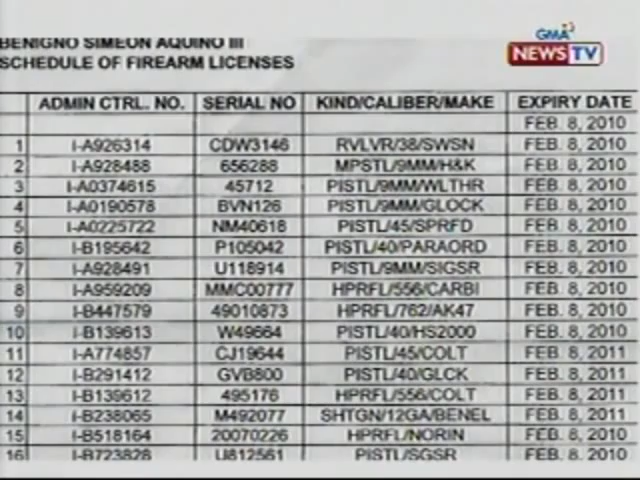 BENIGNO SIMEON AQUINO III
SCHEDULE OF FIREARM LICENSES
GMA
NEWS TV
ADMIN CTRL. NO. SERIAL NO KIND/CALIBER/MAKE EXPIRY DATE
FEB. 8, 2010
1 I-A926314 CDW3146 RVLVR/38/SWSN FEB. 8, 2010
2 I-A928488 656288 MPSTL/9MM/H&K FEB. 8, 2010
3 I-A0374615 45712 PISTL/9MM/WLTHR FEB. 8, 2010
4 I-A0190578 BVN126 PISTL/9MM/GLOCK FEB. 8, 2010
5 I-A0225722 NM40618 PISTL/45/SPRFD FEB. 8, 2010
6 I-B195642 P105042 PISTL/40/PARAORD FEB. 8, 2010
7 I-A928491 U118914 PISTL/9MM/SIGSR FEB. 8, 2010
8 I-A959209 MMC00777 HPRFL/556/CARBI FEB. 8, 2010
9 I-B447579 49010873 HPRFL/762/AK47 FEB. 8, 2010
10 I-B139613 W49664 PISTL/40/HS2000 FEB. 8, 2010
11 I-A774857 CJ19644 PISTL/45/COLT FEB. 8, 2011
12 I-B291412 GVB800 PISTL/40/GLCK FEB. 8, 2011
13 I-B139612 495176 HPRFL/556/COLT FEB. 8, 2011
14 I-B238065 M492077 SHTGN/12GA/BENEL FEB. 8, 2011
15 I-B518164 20070226 HPRFL/NORIN FEB. 8, 2010
16 I-B723828 U812561 PISTL/SGSR FEB. 8, 2010